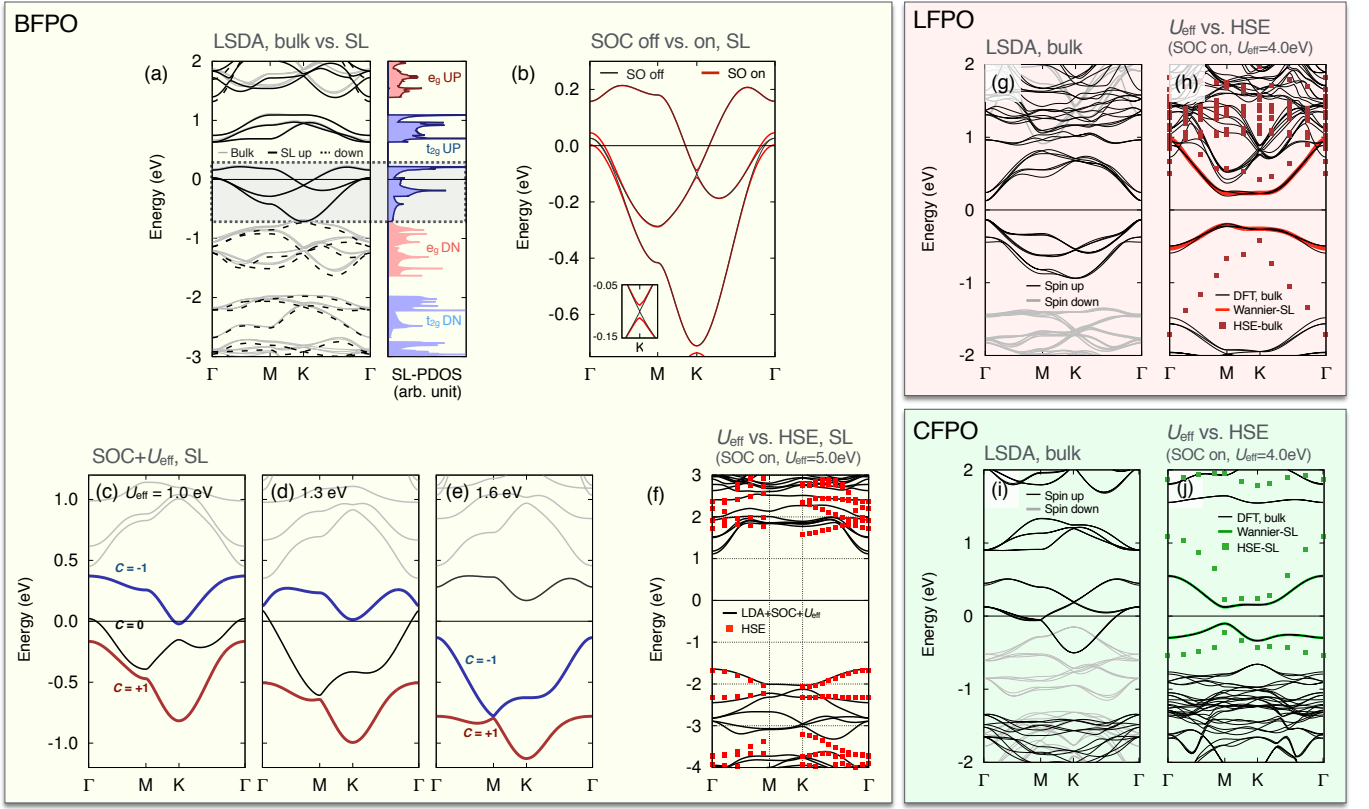 BFPO
LSDA, bulk vs. SL
(a)
Energy (eV)
2
1
0
-1
-2
-3
Bulk SL up down
Γ M K Γ
e_g UP
t_2g UP
e_g DN
t_2g DN
SL-PDOS
(arb. unit)
SOC off vs. on, SL
(b)
SO off SO on
Energy (eV)
0.2
0.0
-0.2
-0.4
-0.6
-0.05
-0.15
K
Γ M K Γ
SOC+U_eff, SL
(c) U_eff = 1.0 eV
(d) 1.3 eV
(e) 1.6 eV
Energy (eV)
1.0
0.5
0.0
-0.5
-1.0
C = -1
C = 0
C = +1
C = -1
C = +1
Γ M K Γ
Γ M K Γ
Γ M K Γ
U_eff vs. HSE, SL
(SOC on, U_eff=5.0eV)
(f)
Energy (eV)
3
2
1
0
-1
-2
-3
-4
LDA+SOC+U_eff
HSE
Γ M K Γ
LFPO
LSDA, bulk
(g)
Energy (eV)
2
1
0
-1
-2
Spin up
Spin down
Γ M K Γ
U_eff vs. HSE
(SOC on, U_eff=4.0eV)
(h)
DFT, bulk
Wannier-SL
HSE-bulk
Γ M K Γ
CFPO
LSDA, bulk
(i)
Energy (eV)
2
1
0
-1
-2
Spin up
Spin down
Γ M K Γ
U_eff vs. HSE
(SOC on, U_eff=4.0eV)
(j)
DFT, bulk
Wannier-SL
HSE-SL
Γ M K Γ